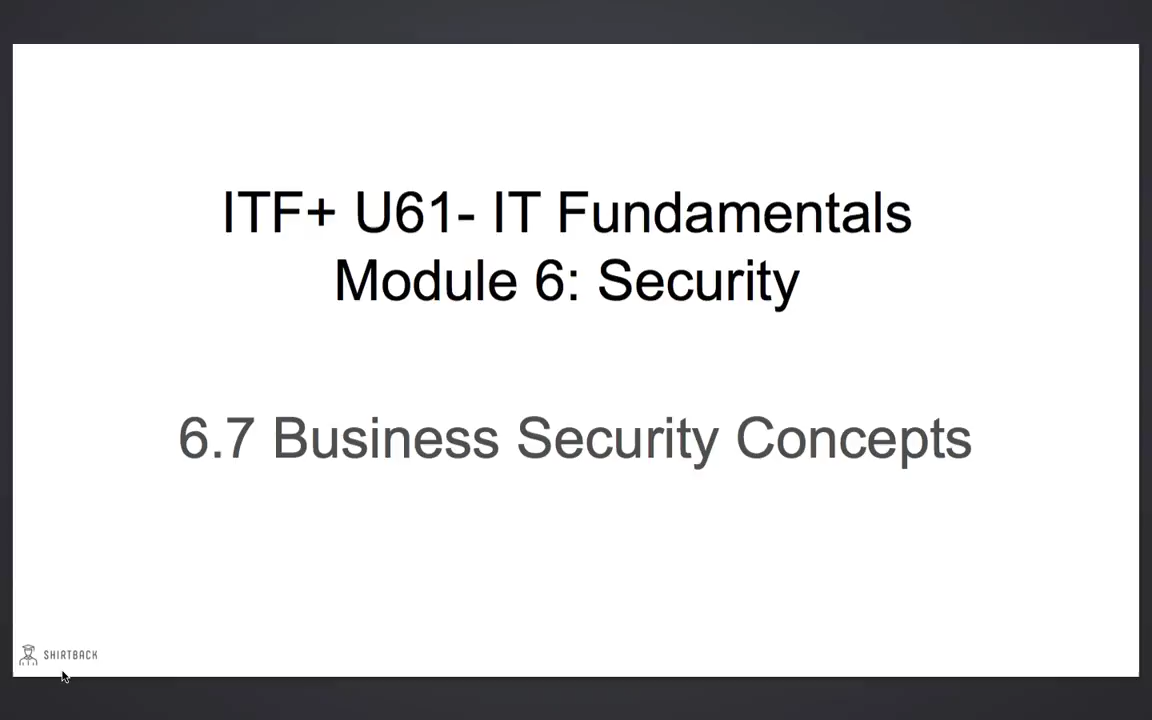 ITF+ U61- IT Fundamentals
Module 6: Security
6.7 Business Security Concepts
SHIRTBACK